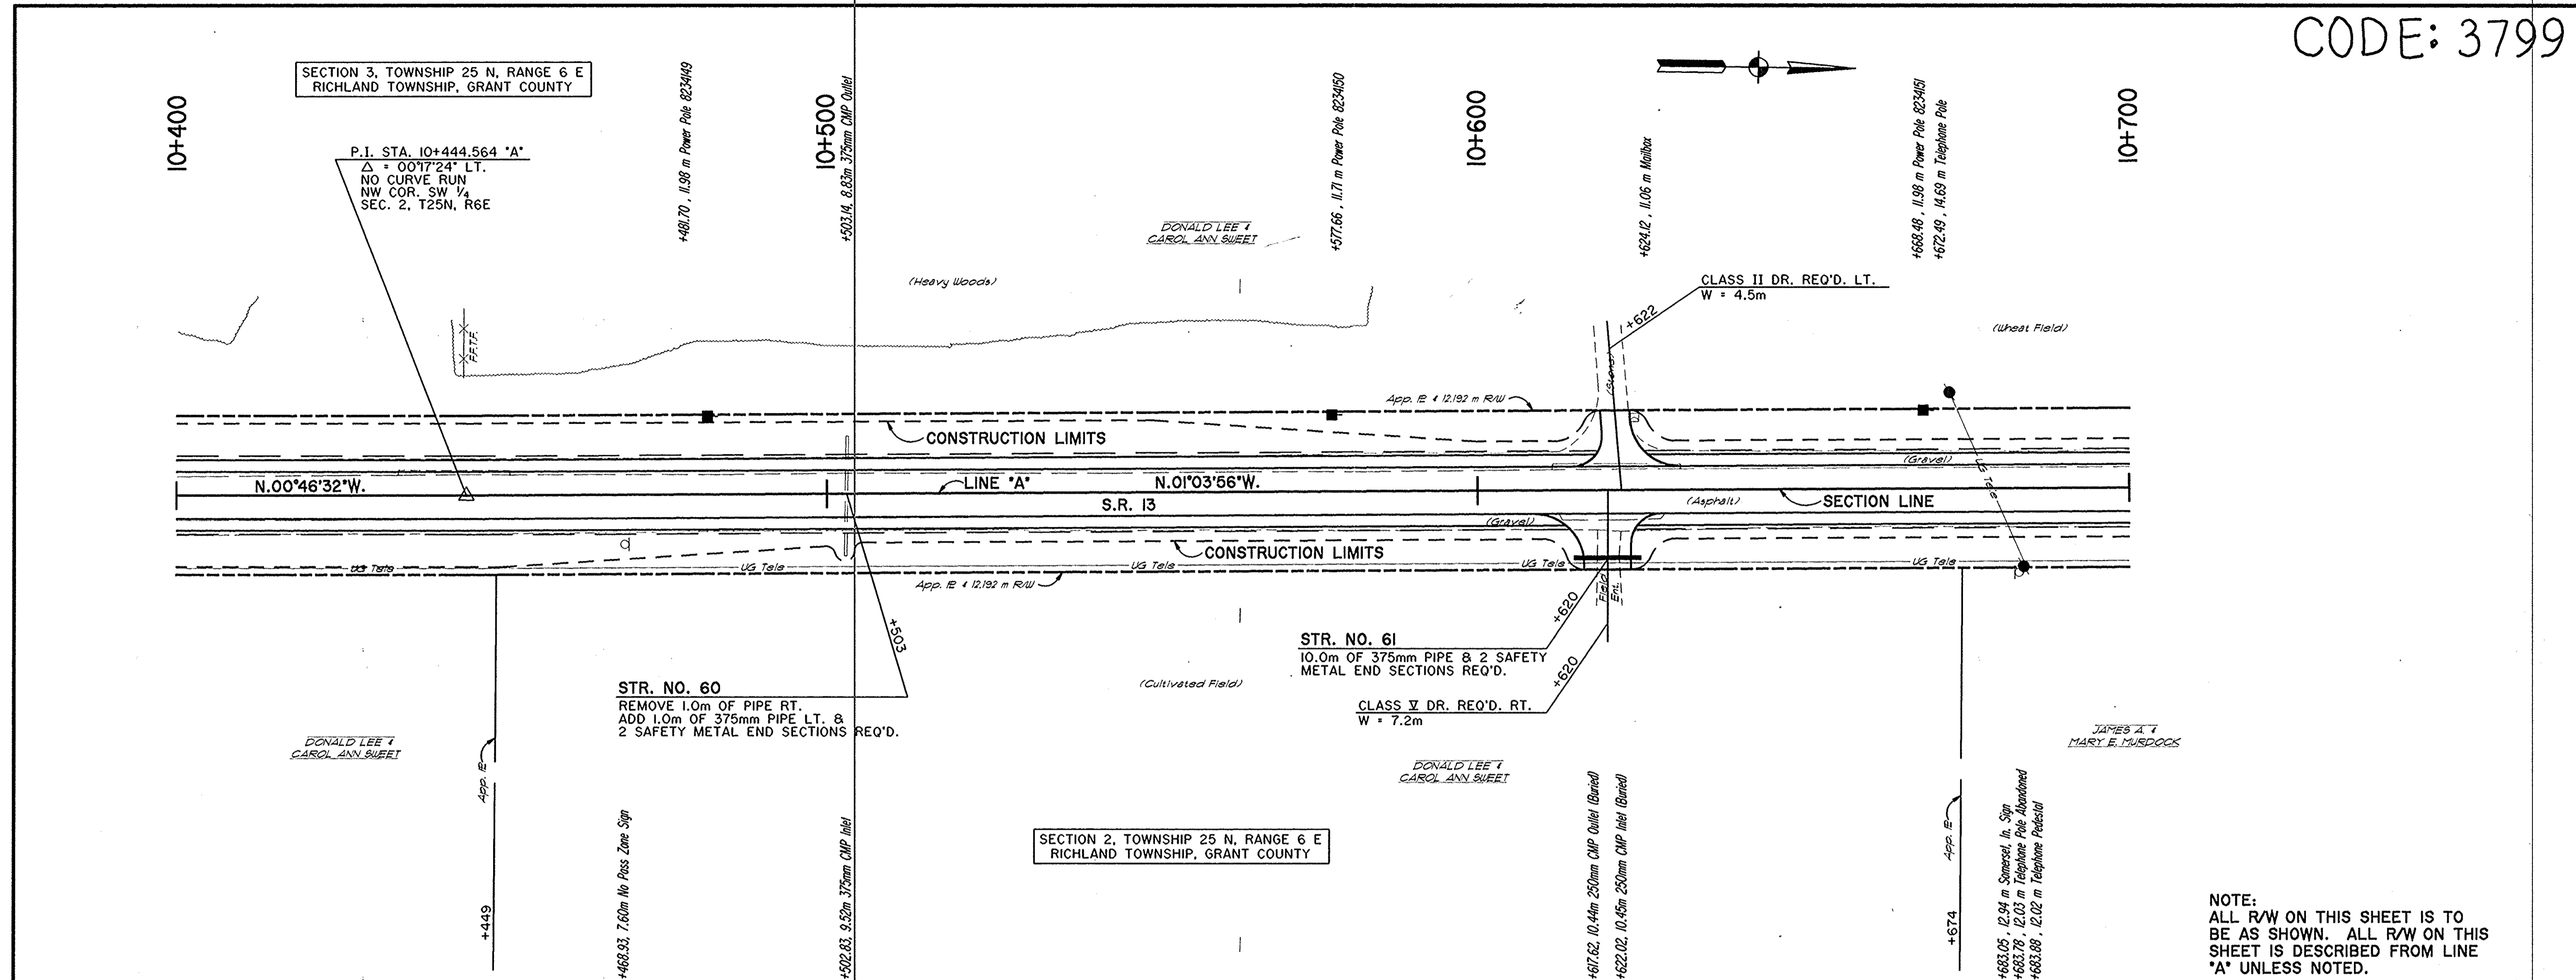 CODE: 3799
SECTION 3, TOWNSHIP 25 N, RANGE 6 E
RICHLAND TOWNSHIP, GRANT COUNTY
10+400
10+500
10+600
10+700
P.I. STA. 10+444.564 "A"
△ = 00°17'24" LT.
NO CURVE RUN
NW COR. SW 1/4
SEC. 2, T25N, R6E
+481.70 , 11.98 m Power Pole 8234149
+503.14, 8.83m 375mm CMP Outlet
+577.66 , 11.71 m Power Pole 8234150
+624.12 , 11.06 m Mailbox
+668.48 , 11.98 m Power Pole 8234151
+672.49 , 14.69 m Telephone Pole
DONALD LEE &
CAROL ANN SWEET
(Heavy Woods)
CLASS II DR. REQ'D. LT.
W = 4.5m
+622
(Wheat Field)
F.F.T.F.
(Stone)
App. PL & 12.192 m R/W
CONSTRUCTION LIMITS
(Gravel)
UG Tele
N.00°46'32"W.
LINE "A"
N.01°03'56"W.
S.R. 13
(Asphalt)
SECTION LINE
(Gravel)
CONSTRUCTION LIMITS
UG Tele
UG Tele
UG Tele
UG Tele
UG Tele
App. PL & 12.192 m R/W
Field
Ent.
+503
+620
STR. NO. 61
10.0m OF 375mm PIPE & 2 SAFETY
METAL END SECTIONS REQ'D.
+620
CLASS V DR. REQ'D. RT.
W = 7.2m
STR. NO. 60
REMOVE 1.0m OF PIPE RT.
ADD 1.0m OF 375mm PIPE LT. &
2 SAFETY METAL END SECTIONS REQ'D.
(Cultivated Field)
DONALD LEE &
CAROL ANN SWEET
App. PL
DONALD LEE &
CAROL ANN SWEET
JAMES A. &
MARY E. MURDOCK
App. PL
SECTION 2, TOWNSHIP 25 N, RANGE 6 E
RICHLAND TOWNSHIP, GRANT COUNTY
+449
+468.93, 7.60m No Pass Zone Sign
+502.83, 9.52m 375mm CMP Inlet
+617.62, 10.44m 250mm CMP Outlet (Buried)
+622.02, 10.45m 250mm CMP Inlet (Buried)
+674
+683.05 , 12.94 m Somerset, In. Sign
+683.78 , 12.03 m Telephone Pole Abandoned
+683.88 , 12.02 m Telephone Pedestal
NOTE:
ALL R/W ON THIS SHEET IS TO
BE AS SHOWN. ALL R/W ON THIS
SHEET IS DESCRIBED FROM LINE
"A" UNLESS NOTED.